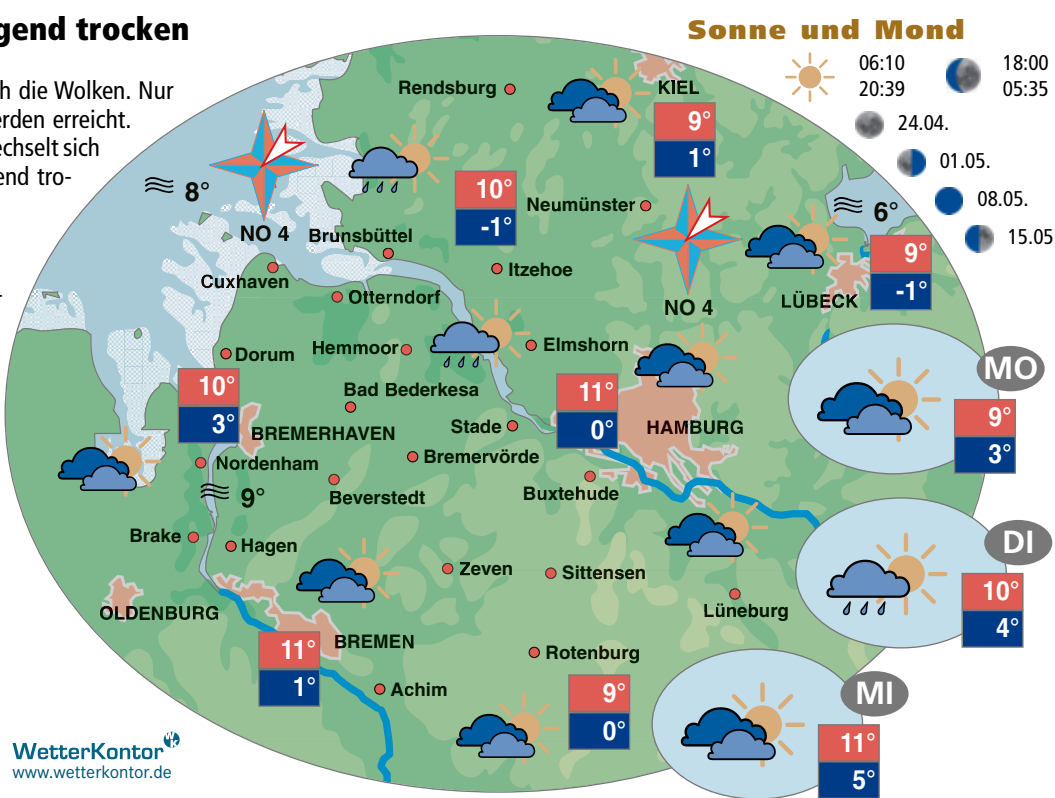 gend trocken
h die Wolken. Nur
erden erreicht.
echselt sich
end tro-
Sonne und Mond
06:10
20:39
18:00
05:35
24.04.
01.05.
08.05.
15.05
Rendsburg
KIEL
9°
1°
8°
NO 4
10°
-1°
Neumünster
6°
Brunsbüttel
Cuxhaven
Itzehoe
NO 4
LÜBECK
9°
-1°
Otterndorf
Dorum
Hemmoor
Elmshorn
MO
9°
3°
10°
3°
Bad Bederkesa
11°
0°
BREMERHAVEN
Stade
HAMBURG
Nordenham
Bremervörde
9°
Beverstedt
Buxtehude
Brake
Hagen
DI
10°
4°
Zeven
Sittensen
OLDENBURG
Lüneburg
BREMEN
11°
1°
Rotenburg
Achim
9°
0°
MI
11°
5°
WetterKontor
www.wetterkontor.de